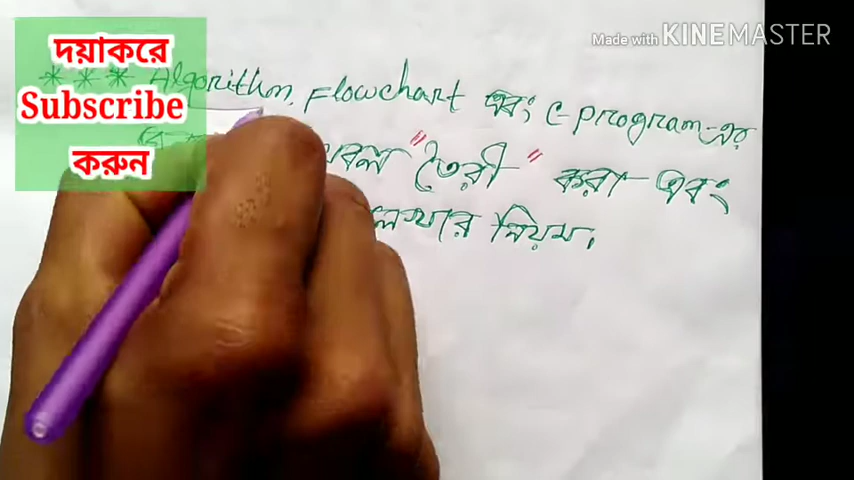 দয়াকরে
Subscribe
করুন
Made with KINEMASTER
*** Algorithm, Flowchart এবং C-program-এর
"তৈরী" করা এবং
লেখার নিয়ম.